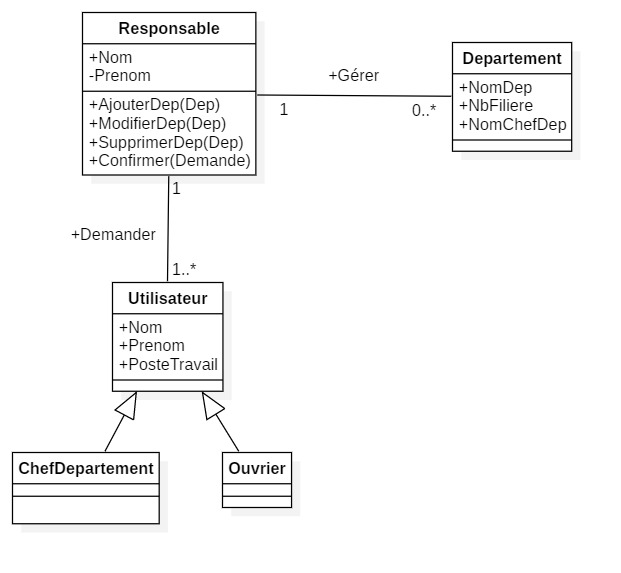 Responsable
+Nom
-Prenom
+AjouterDep(Dep)
+ModifierDep(Dep)
+SupprimerDep(Dep)
+Confirmer(Demande)
+Gérer
1
0..*
Departement
+NomDep
+NbFiliere
+NomChefDep
1
+Demander
1..*
Utilisateur
+Nom
+Prenom
+PosteTravail
ChefDepartement
Ouvrier